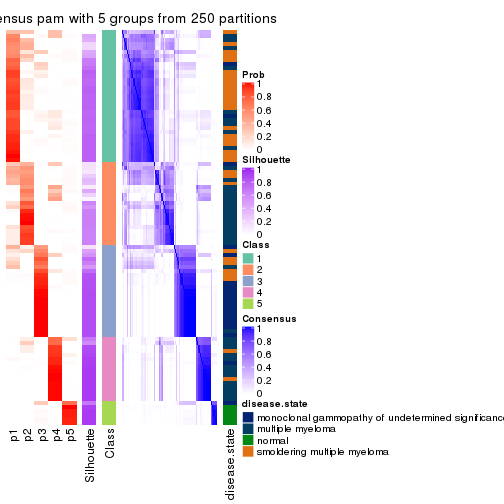 ensus pam with 5 groups from 250 partitions
Prob
1
0.8
0.6
0.4
0.2
0
Silhouette
1
0.8
0.6
0.4
0.2
0
Class
1
2
3
4
5
Consensus
1
0.8
0.6
0.4
0.2
0
disease.state
monoclonal gammopathy of undetermined significance
multiple myeloma
normal
smoldering multiple myeloma
p1
p2
p3
p4
p5
Silhouette
Class
disease.state